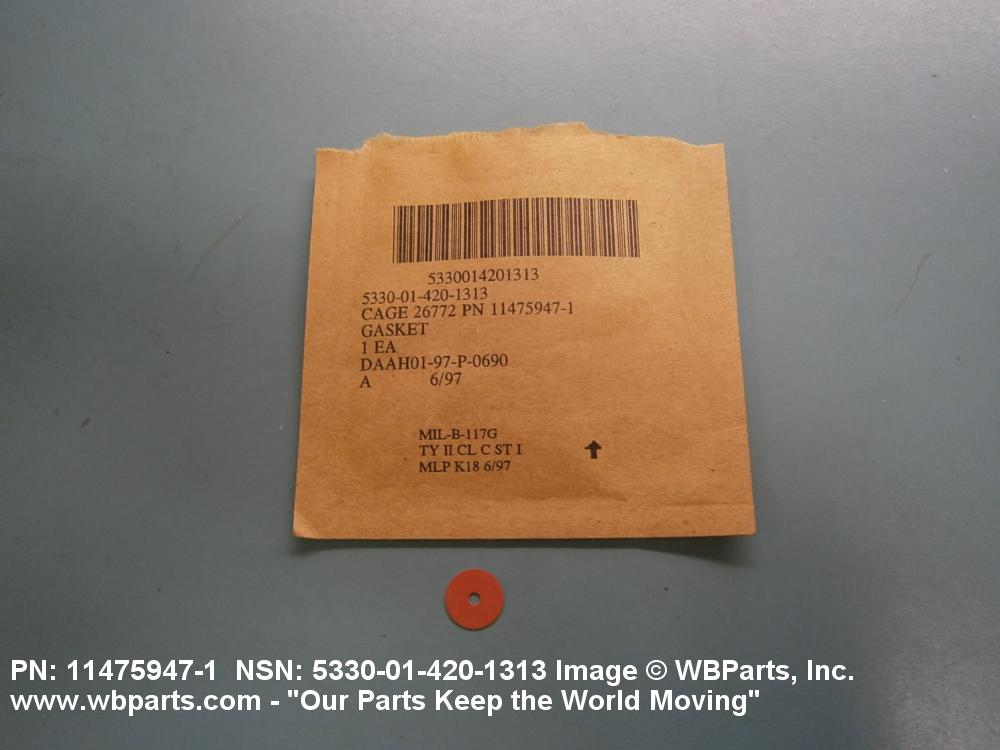 5330014201313
5330-01-420-1313
CAGE 26772 PN 11475947-1
GASKET
1 EA
DAAH01-97-P-0690
A 6/97
MIL-B-117G
TY II CL C ST I
MLP K18 6/97
PN: 11475947-1 NSN: 5330-01-420-1313 Image © WBParts, Inc.
www.wbparts.com - "Our Parts Keep the World Moving"